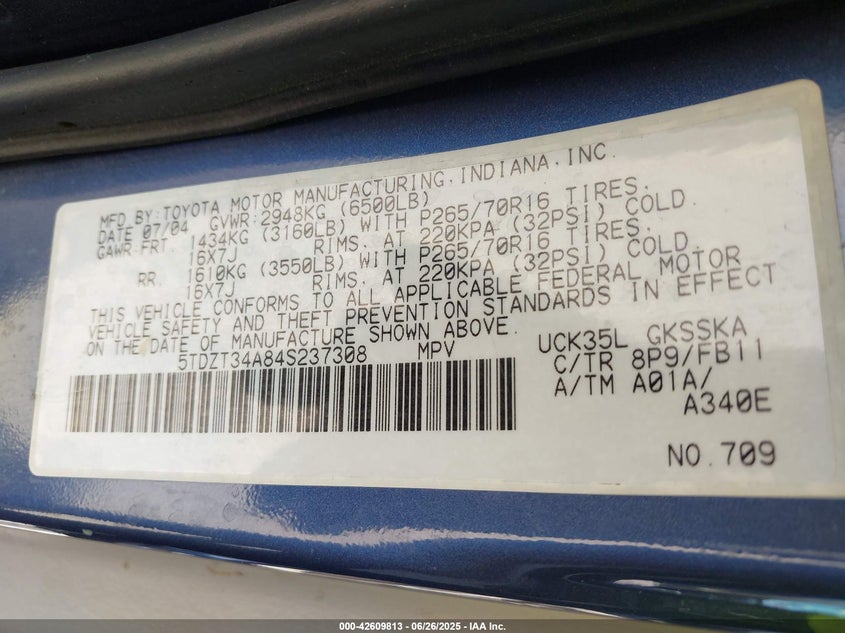 MFD BY:TOYOTA MOTOR MANUFACTURING,INDIANA,INC.
DATE 07/04 GVWR:2948KG (6500LB)
GAWR:FRT. 1434KG (3160LB) WITH P265/70R16 TIRES,
16X7J RIMS, AT 220KPA (32PSI) COLD.
RR. 1610KG (3550LB) WITH P265/70R16 TIRES,
16X7J RIMS, AT 220KPA (32PSI) COLD.
THIS VEHICLE CONFORMS TO ALL APPLICABLE FEDERAL MOTOR
VEHICLE SAFETY AND THEFT PREVENTION STANDARDS IN EFFECT
ON THE DATE OF MANUFACTURE SHOWN ABOVE.
5TDZT34A84S237308 MPV
UCK35L GKSSKA
C/TR 8P9/FB11
A/TM A01A/
A340E
NO.709
000-42609813 - 06/26/2025 - IAA Inc.